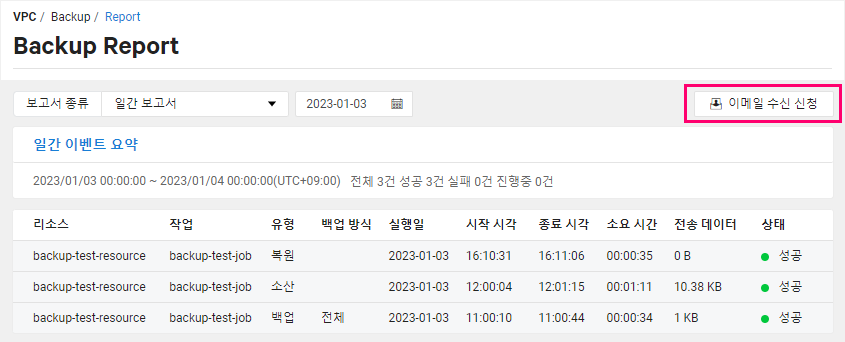 VPC / Backup / Report
Backup Report
보고서 종류 일간 보고서 2023-01-03 이메일 수신 신청
일간 이벤트 요약
2023/01/03 00:00:00 ~ 2023/01/04 00:00:00(UTC+09:00) 전체 3건 성공 3건 실패 0건 진행중 0건
리소스 작업 유형 백업 방식 실행일 시작 시각 종료 시각 소요 시간 전송 데이터 상태
backup-test-resource backup-test-job 복원 2023-01-03 16:10:31 16:11:06 00:00:35 0 B 성공
backup-test-resource backup-test-job 소산 2023-01-03 12:00:04 12:01:15 00:01:11 10.38 KB 성공
backup-test-resource backup-test-job 백업 전체 2023-01-03 11:00:10 11:00:44 00:00:34 1 KB 성공